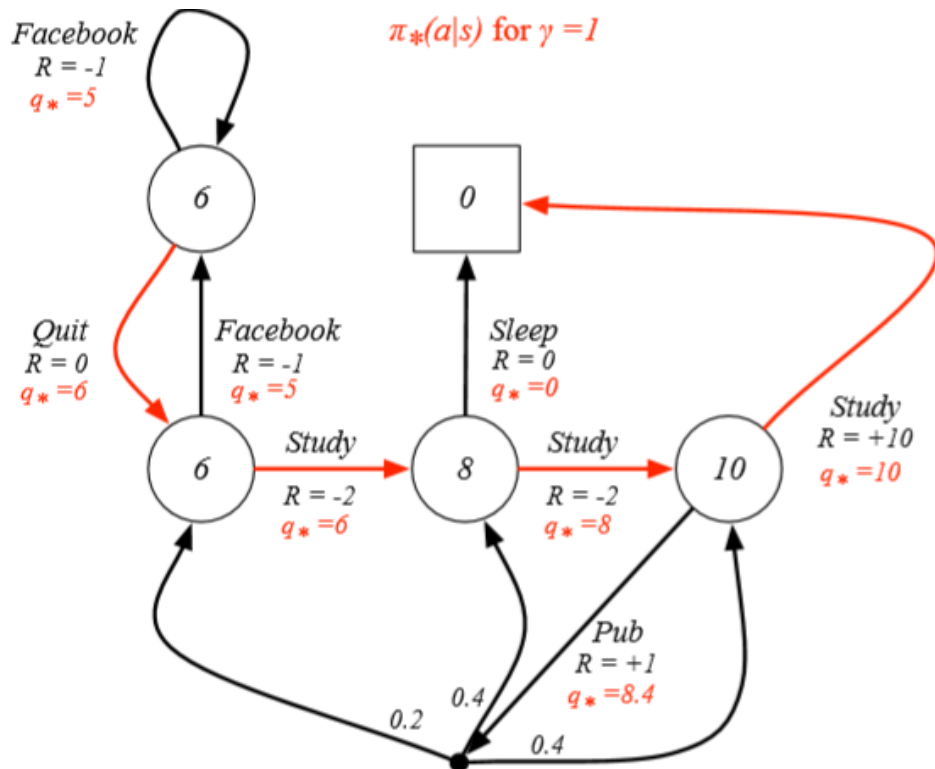 Facebook
R = -1
q* =5
π*(a|s) for γ =1
6
0
Quit
R = 0
q* =6
Facebook
R = -1
q* =5
Sleep
R = 0
q* =0
Study
R = +10
q* =10
6
Study
R = -2
q* =6
8
Study
R = -2
q* =8
10
Pub
R = +1
q* =8.4
0.2
0.4
0.4